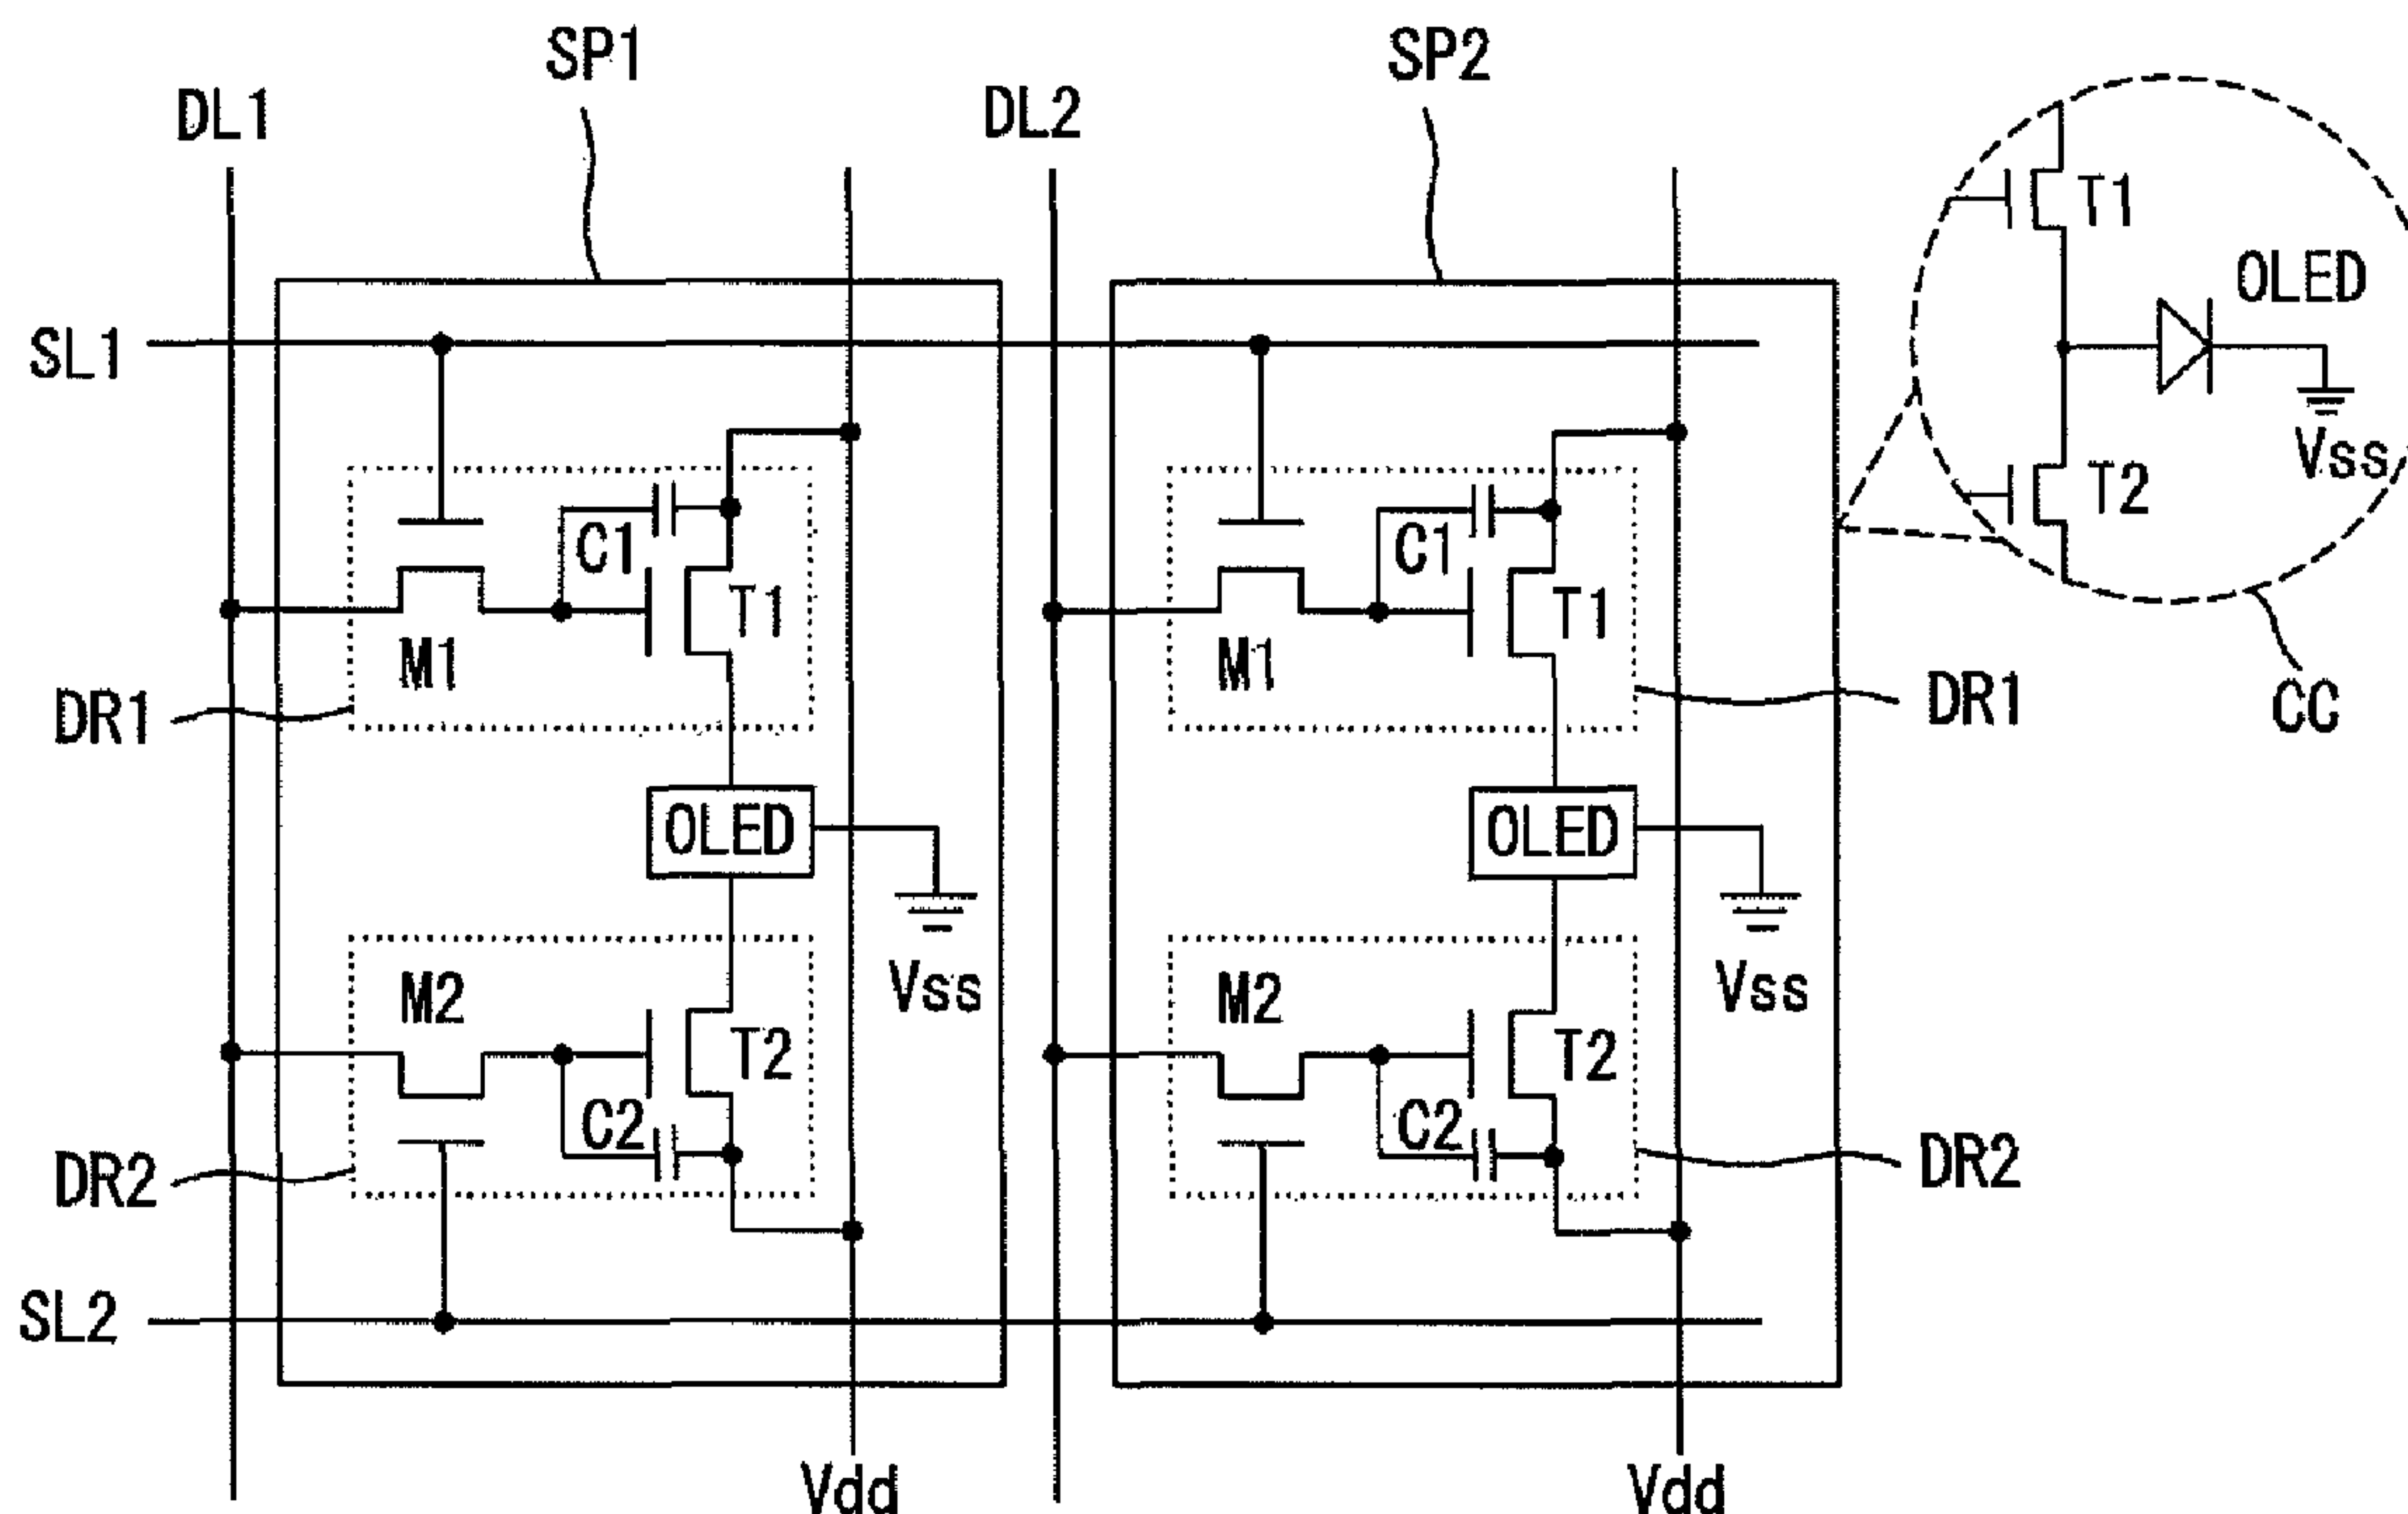 SP1
SP2
DL1
DL2
T1
OLED
SL1
Vss
T2
C1
C1
T1
T1
M1
M1
DR1
DR1
CC
OLED
OLED
M2
Vss
M2
Vss
T2
T2
C2
C2
DR2
DR2
SL2
Vdd
Vdd